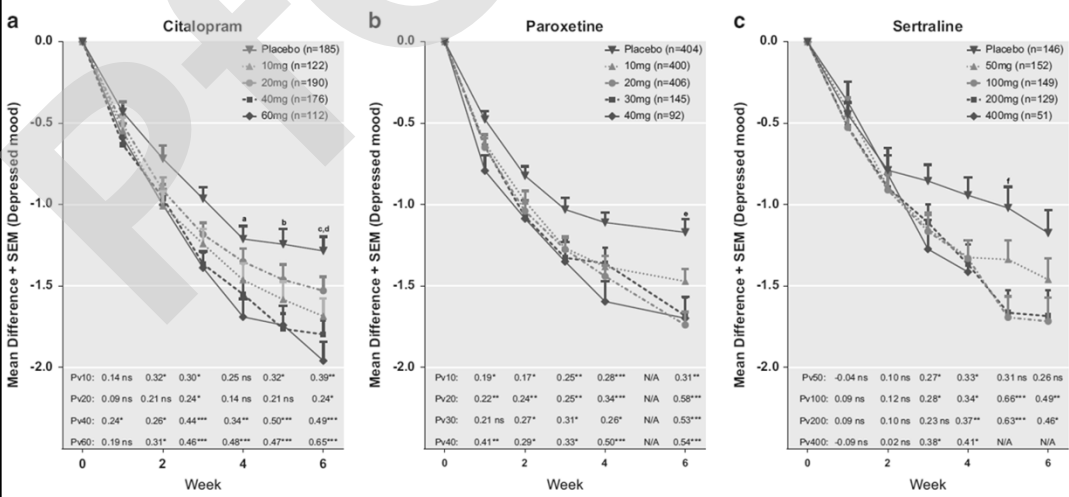 a
Citalopram
Mean Difference + SEM (Depressed mood)
0.0
-0.5
-1.0
-1.5
-2.0
Placebo (n=185)
10mg (n=122)
20mg (n=190)
40mg (n=176)
60mg (n=112)
a
b
c,d
Pv10: 0.14 ns 0.32* 0.30* 0.25 ns 0.32* 0.39**
Pv20: 0.09 ns 0.21 ns 0.24* 0.14 ns 0.21 ns 0.24*
Pv40: 0.24* 0.26* 0.44*** 0.34** 0.50*** 0.49***
Pv60: 0.19 ns 0.31* 0.46*** 0.48*** 0.47*** 0.65***
0 2 4 6
Week
b
Paroxetine
Mean Difference + SEM (Depressed mood)
0.0
-0.5
-1.0
-1.5
-2.0
Placebo (n=404)
10mg (n=400)
20mg (n=406)
30mg (n=145)
40mg (n=92)
e
Pv10: 0.19* 0.17* 0.25** 0.28*** N/A 0.31**
Pv20: 0.22** 0.24** 0.25** 0.34*** N/A 0.58***
Pv30: 0.21 ns 0.27* 0.31* 0.26* N/A 0.53***
Pv40: 0.41** 0.29* 0.33* 0.50*** N/A 0.54***
0 2 4 6
Week
c
Sertraline
Mean Difference + SEM (Depressed mood)
0.0
-0.5
-1.0
-1.5
-2.0
Placebo (n=146)
50mg (n=152)
100mg (n=149)
200mg (n=129)
400mg (n=51)
f
Pv50: -0.04 ns 0.10 ns 0.27* 0.33* 0.31 ns 0.26 ns
Pv100: 0.09 ns 0.12 ns 0.28* 0.34* 0.66*** 0.49**
Pv200: 0.09 ns 0.10 ns 0.23 ns 0.37** 0.63*** 0.46*
Pv400: -0.09 ns 0.02 ns 0.38* 0.41* N/A N/A
0 2 4 6
Week